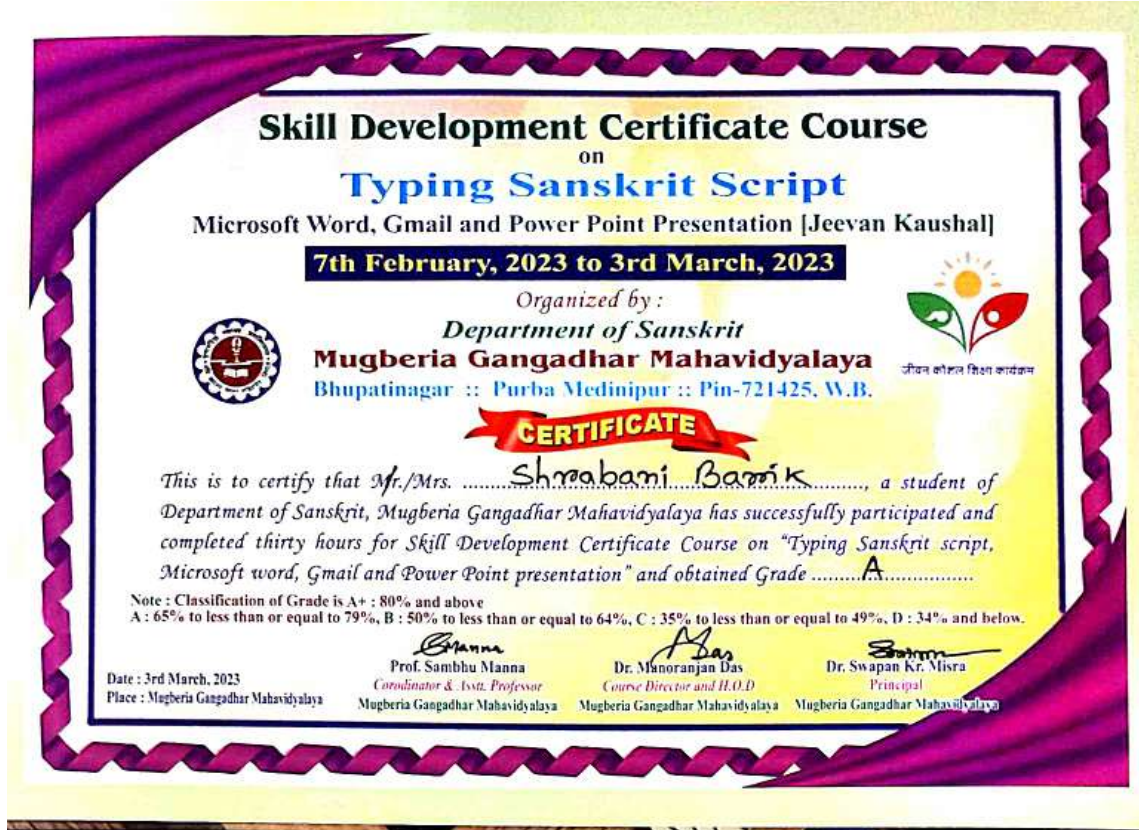 Skill Development Certificate Course
on
Typing Sanskrit Script
Microsoft Word, Gmail and Power Point Presentation [Jeevan Kaushal]
7th February, 2023 to 3rd March, 2023
Organized by :
Department of Sanskrit
Mugberia Gangadhar Mahavidyalaya
Bhupatinagar :: Purba Medinipur :: Pin-721425, W.B.
जीवन कौशल शिक्षा कार्यक्रम
CERTIFICATE
This is to certify that Mr./Mrs. ........Shrabani Barik........, a student of
Department of Sanskrit, Mugberia Gangadhar Mahavidyalaya has successfully participated and
completed thirty hours for Skill Development Certificate Course on "Typing Sanskrit script,
Microsoft word, Gmail and Power Point presentation" and obtained Grade ........A................
Note : Classification of Grade is A+ : 80% and above
A : 65% to less than or equal to 79%, B : 50% to less than or equal to 64%, C : 35% to less than or equal to 49%, D : 34% and below.
Manna
Das
Prof. Sambhu Manna
Dr. Manoranjan Das
Dr. Swapan Kr. Misra
Corodinator & Asstt. Professor
Course Director and H.O.D
Principal
Mugberia Gangadhar Mahavidyalaya
Mugberia Gangadhar Mahavidyalaya
Mugberia Gangadhar Mahavidyalaya
Date : 3rd March, 2023
Place : Mugberia Gangadhar Mahavidyalaya